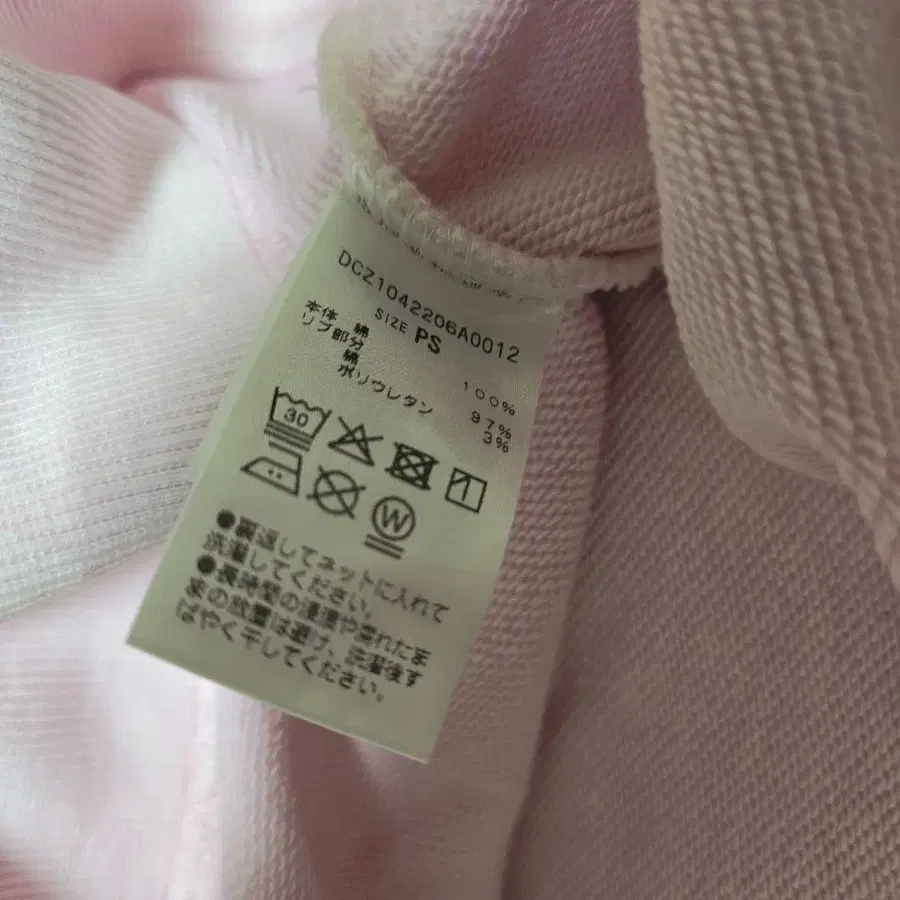 DCZ1042206A0012
SIZE PS
本体 綿 100%
リブ部分
綿 97%
ポリウレタン 3%
30
W
●裏返してネットに入れて
洗濯してください。
●長時間の浸漬や濡れたま
まの放置は避け、洗濯後す
ばやく干してください。